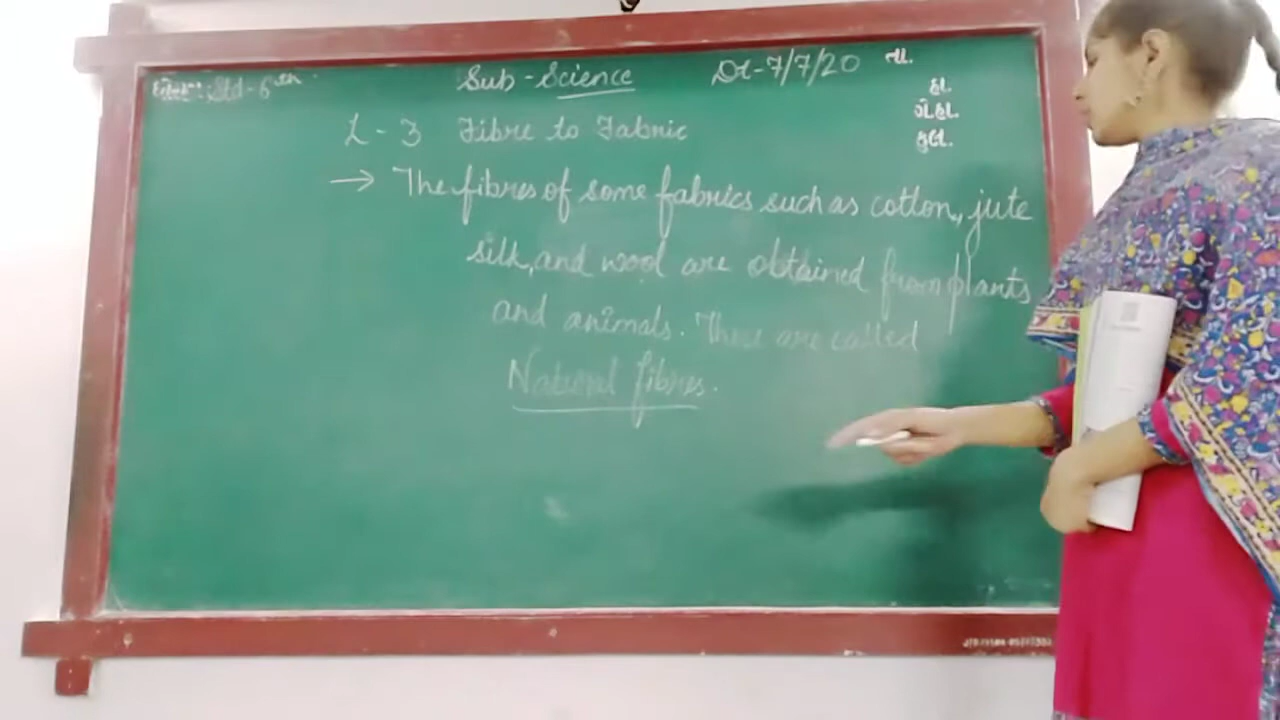 Std-6th Sub-Science Dt-7/7/20 તા.
હા.
ગે.હા.
કુલ.
L-3 Fibre to Fabric
→ The fibres of some fabrics such as cotton, jute
silk, and wool are obtained from plants
and animals. These are called
Natural fibres.